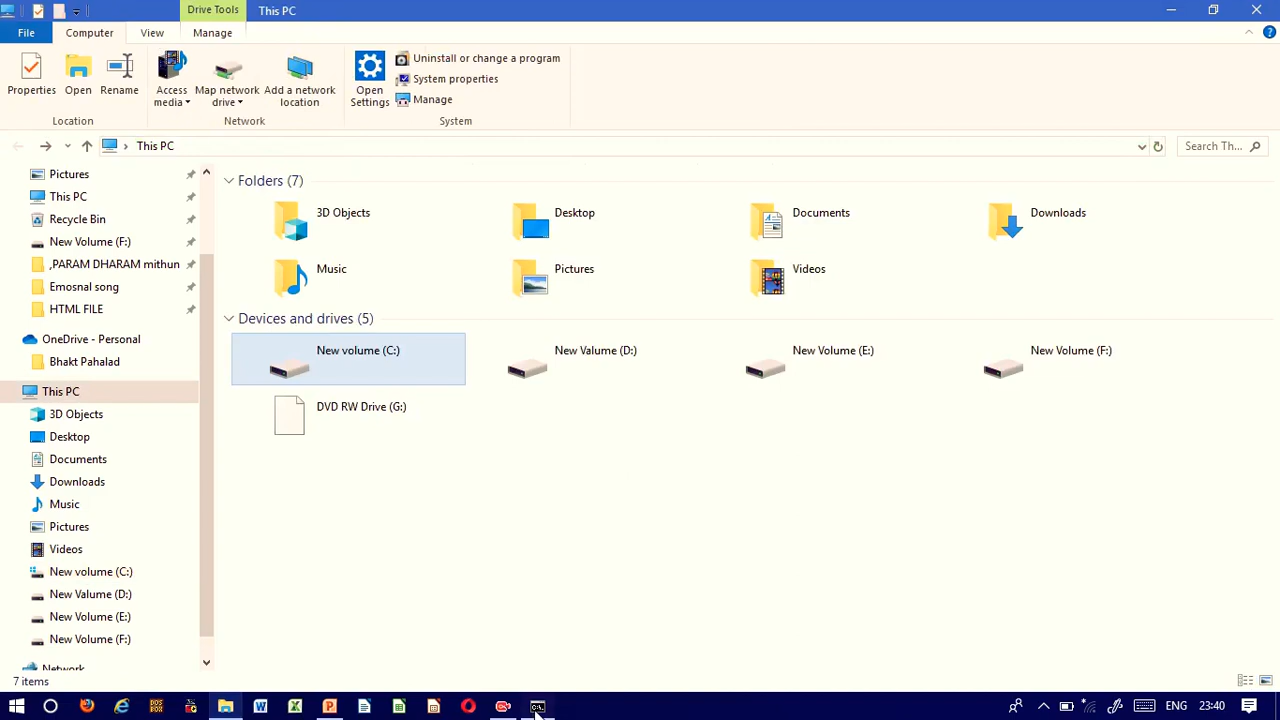 Drive Tools
This PC
File
Computer
View
Manage
Properties
Open
Rename
Access media
Map network drive
Add a network location
Open Settings
Uninstall or change a program
System properties
Manage
Location
Network
System
This PC
Search Th...
Pictures
This PC
Recycle Bin
New Volume (F:)
,PARAM DHARAM mithun
Emosnal song
HTML FILE
OneDrive - Personal
Bhakt Pahalad
This PC
3D Objects
Desktop
Documents
Downloads
Music
Pictures
Videos
New volume (C:)
New Valume (D:)
New Volume (E:)
New Volume (F:)
Network
Folders (7)
3D Objects
Desktop
Documents
Downloads
Music
Pictures
Videos
Devices and drives (5)
New volume (C:)
New Valume (D:)
New Volume (E:)
New Volume (F:)
DVD RW Drive (G:)
7 items
ENG
23:40